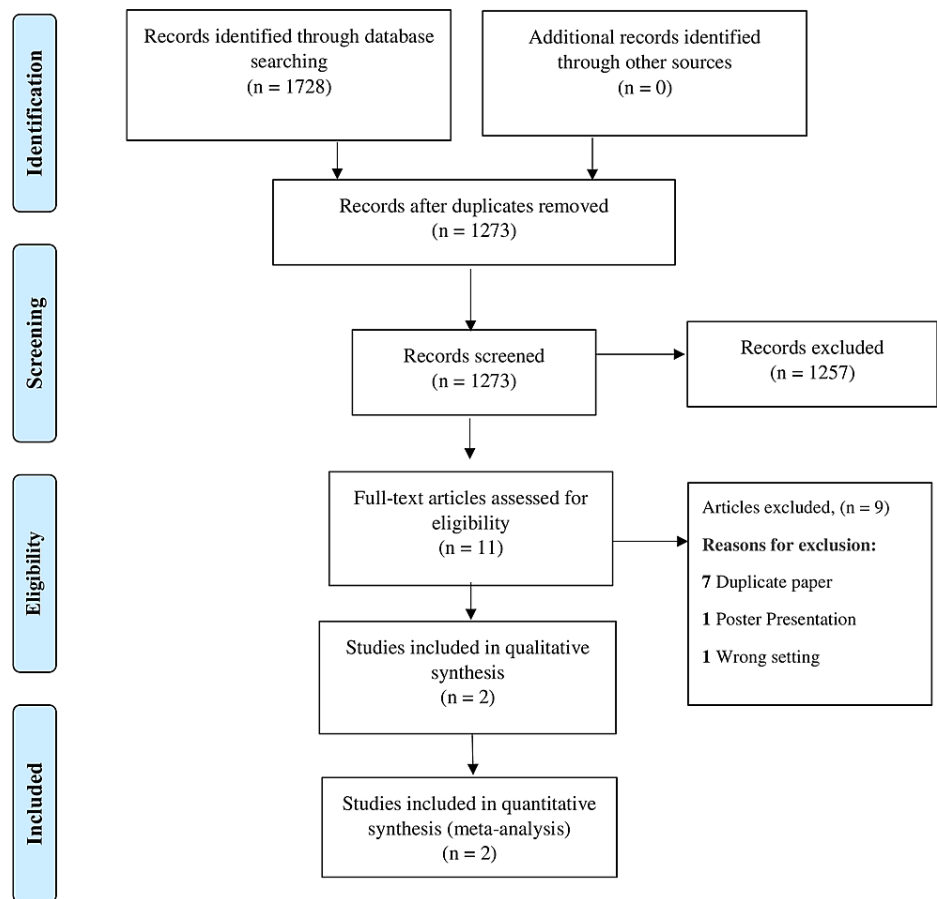 Identification
Records identified through database
searching
(n = 1728)
Additional records identified
through other sources
(n = 0)
Records after duplicates removed
(n = 1273)
Screening
Records screened
(n = 1273)
Records excluded
(n = 1257)
Eligibility
Full-text articles assessed for
eligibility
(n = 11)
Articles excluded, (n = 9)
Reasons for exclusion:
7 Duplicate paper
1 Poster Presentation
1 Wrong setting
Studies included in qualitative
synthesis
(n = 2)
Included
Studies included in quantitative
synthesis (meta-analysis)
(n = 2)